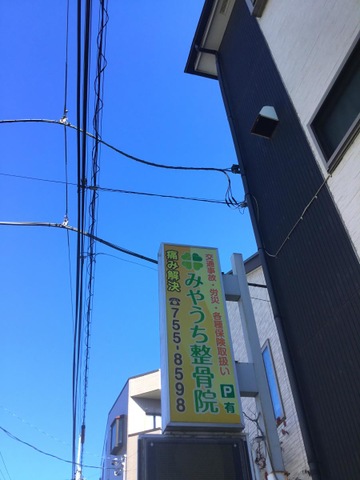 交通事故・労災・各種保険取扱い
みやうち整骨院
P有
痛み解決
☎755-8598